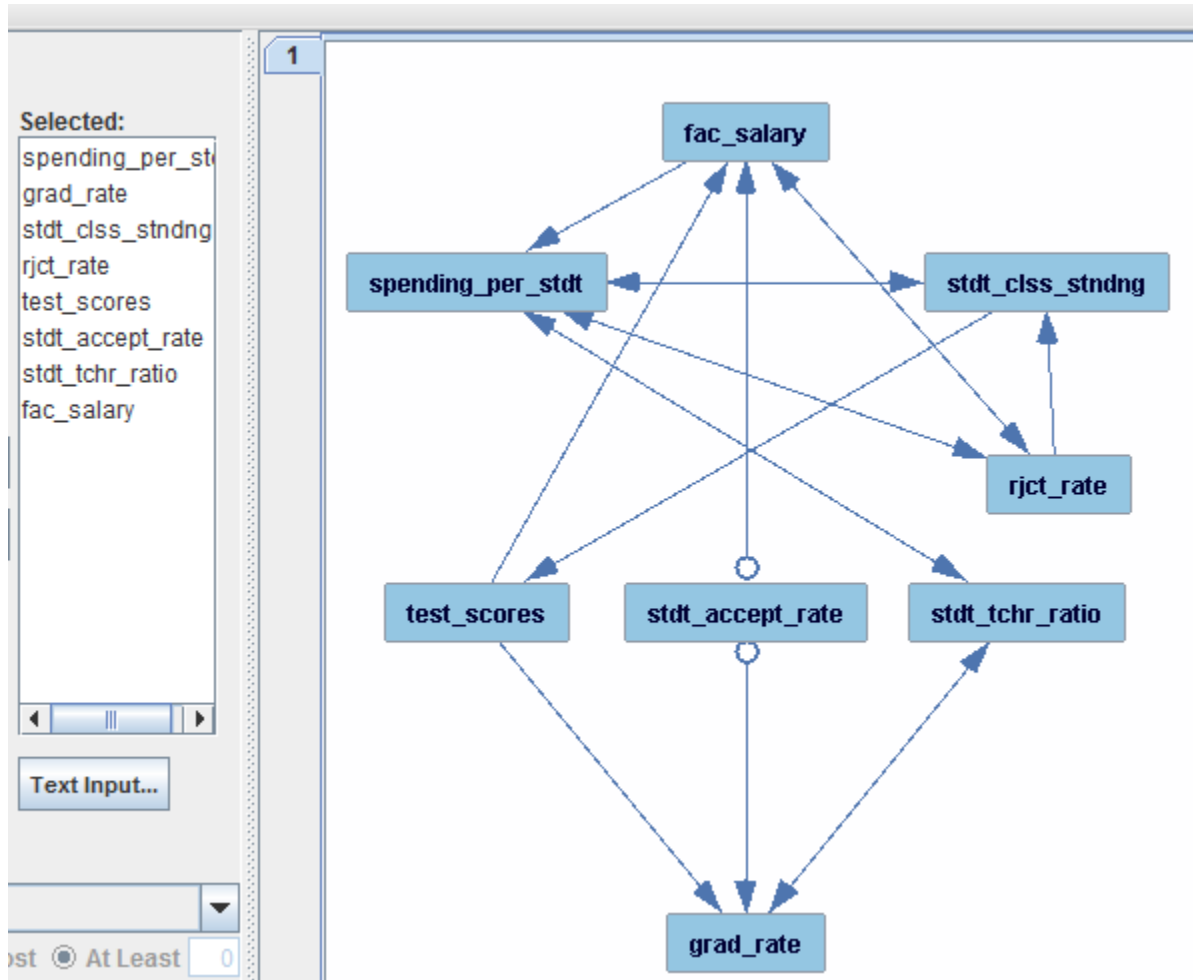 1
Selected:
spending_per_st
grad_rate
stdt_clss_stndng
rjct_rate
test_scores
stdt_accept_rate
stdt_tchr_ratio
fac_salary
Text Input...
ost At Least 0
fac_salary
spending_per_stdt stdt_clss_stndng
rjct_rate
test_scores stdt_accept_rate stdt_tchr_ratio
grad_rate